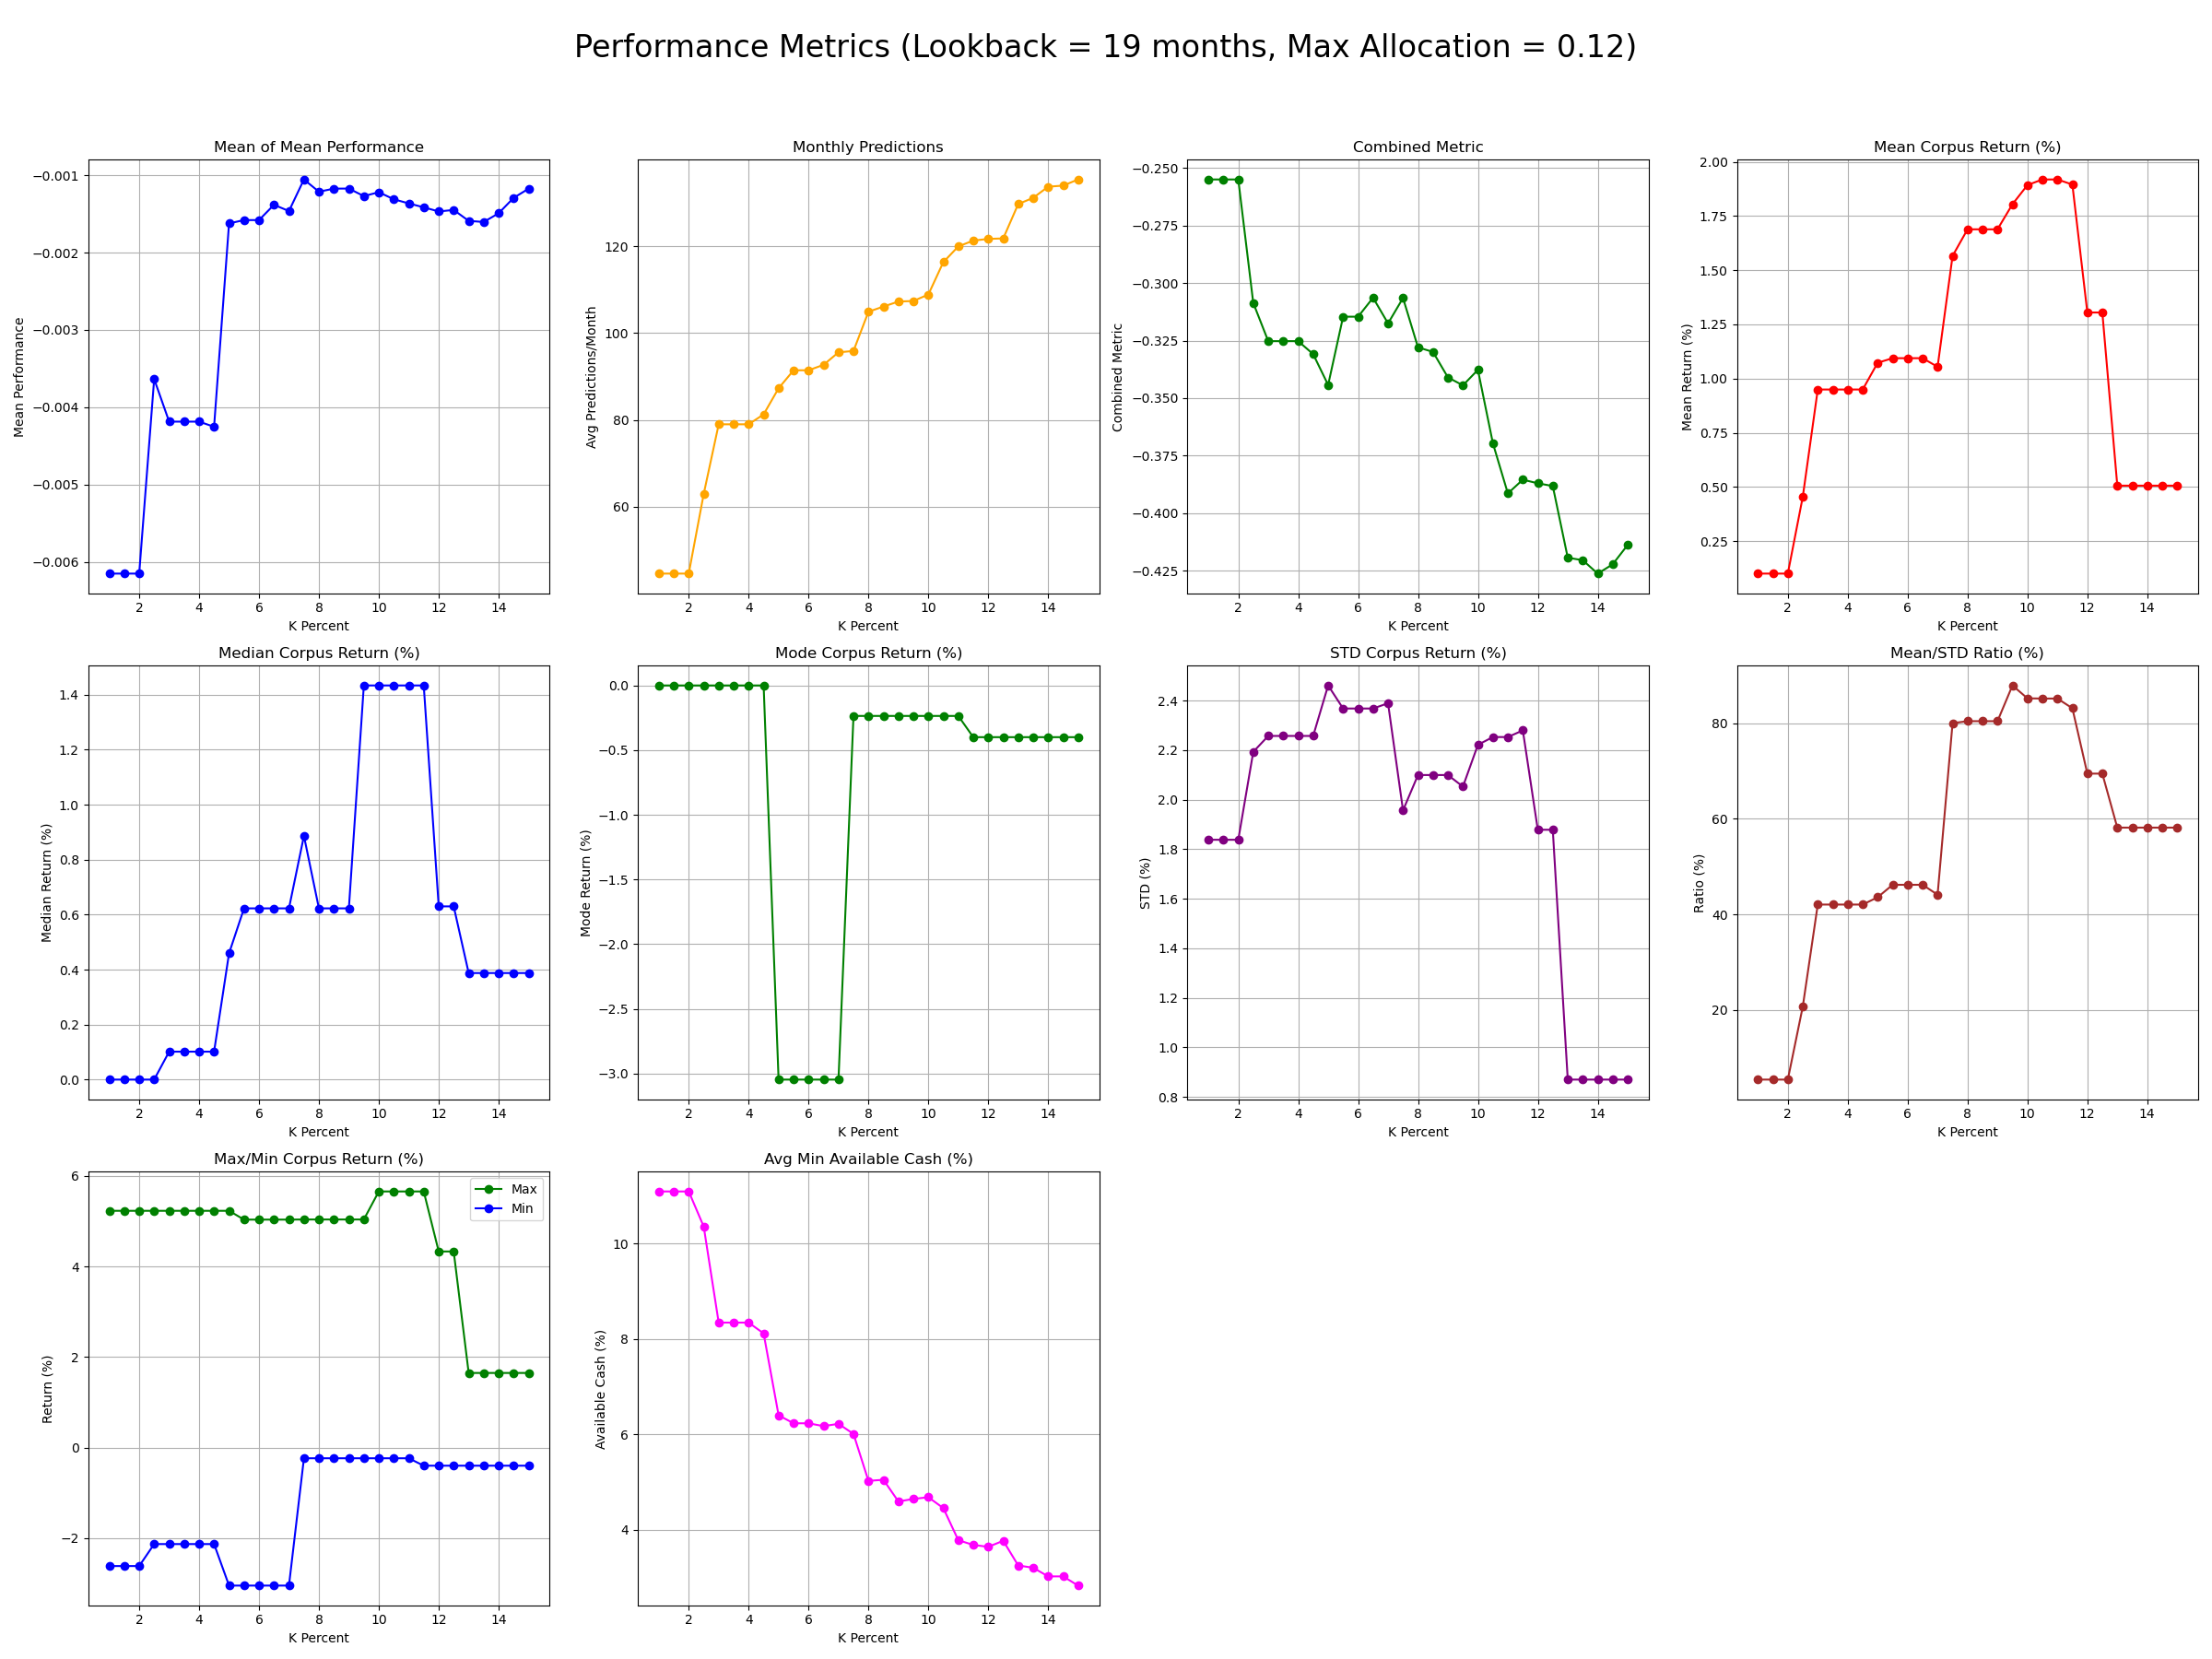 Performance Metrics (Lookback = 19 months, Max Allocation = 0.12)
Mean of Mean Performance
Mean Performance
−0.001
−0.002
−0.003
−0.004
−0.005
−0.006
2 4 6 8 10 12 14
K Percent
Monthly Predictions
Avg Predictions/Month
120
100
80
60
2 4 6 8 10 12 14
K Percent
Combined Metric
Combined Metric
−0.250
−0.275
−0.300
−0.325
−0.350
−0.375
−0.400
−0.425
2 4 6 8 10 12 14
K Percent
Mean Corpus Return (%)
Mean Return (%)
2.00
1.75
1.50
1.25
1.00
0.75
0.50
0.25
2 4 6 8 10 12 14
K Percent
Median Corpus Return (%)
Median Return (%)
1.4
1.2
1.0
0.8
0.6
0.4
0.2
0.0
2 4 6 8 10 12 14
K Percent
Mode Corpus Return (%)
Mode Return (%)
0.0
−0.5
−1.0
−1.5
−2.0
−2.5
−3.0
2 4 6 8 10 12 14
K Percent
STD Corpus Return (%)
STD (%)
2.4
2.2
2.0
1.8
1.6
1.4
1.2
1.0
0.8
2 4 6 8 10 12 14
K Percent
Mean/STD Ratio (%)
Ratio (%)
80
60
40
20
2 4 6 8 10 12 14
K Percent
Max/Min Corpus Return (%)
Return (%)
6
4
2
0
−2
Max
Min
2 4 6 8 10 12 14
K Percent
Avg Min Available Cash (%)
Available Cash (%)
10
8
6
4
2 4 6 8 10 12 14
K Percent